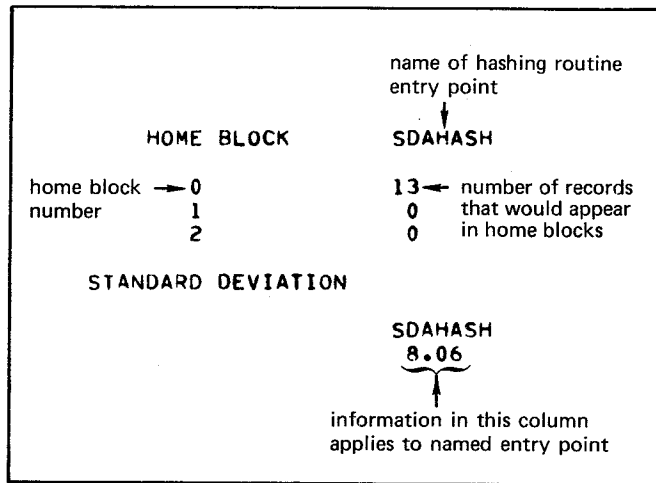 name of hashing routine
entry point
HOME BLOCK SDAHASH
home block 0 13 number of records
number 1 0 that would appear
2 0 in home blocks
STANDARD DEVIATION
SDAHASH
8.06
information in this column
applies to named entry point